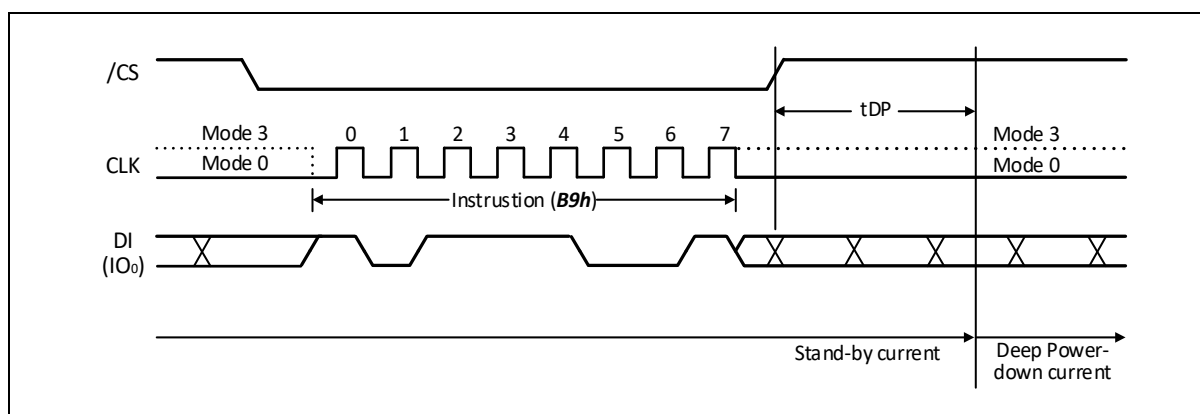 /CS
tDP
Mode 3 0 1 2 3 4 5 6 7 Mode 3
CLK Mode 0 Mode 0
Instrustion (B9h)
DI
(IO₀)
Stand-by current Deep Power-
down current